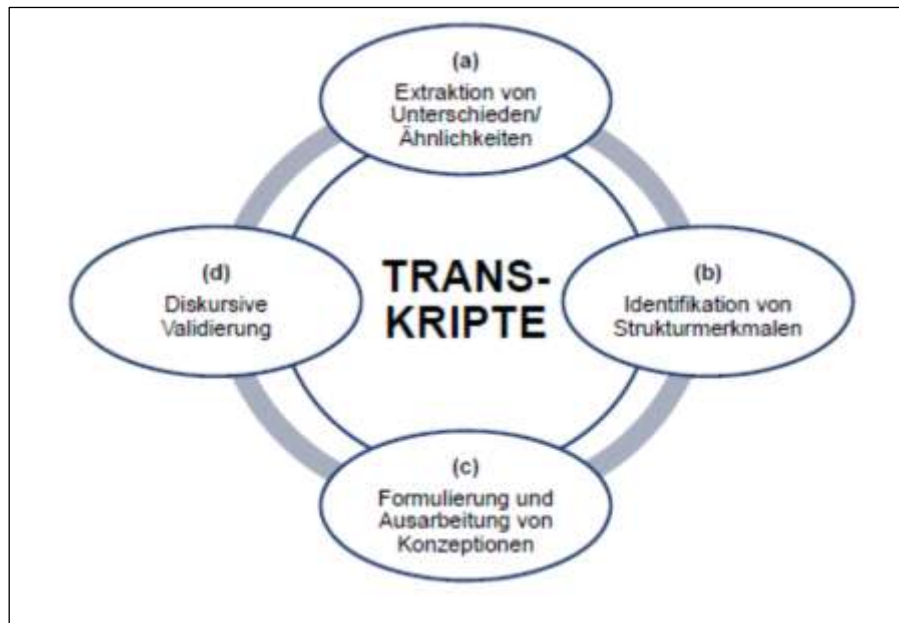 (a)
Extraktion von
Unterschieden/
Ähnlichkeiten
(b)
Identifikation von
Strukturmerkmalen
(c)
Formulierung und
Ausarbeitung von
Konzeptionen
(d)
Diskursive
Validierung
TRANS-
KRIPTE